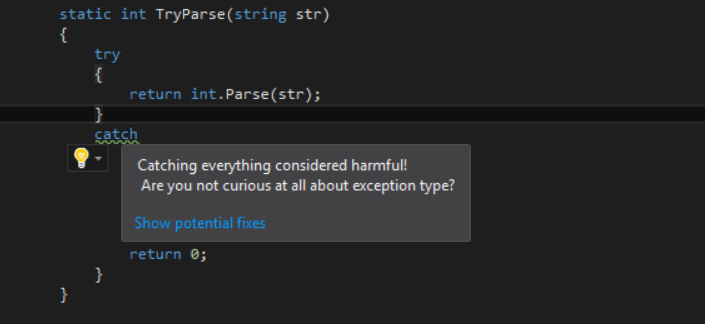 static int TryParse(string str)
{
try
{
return int.Parse(str);
}
catch
Catching everything considered harmful!
Are you not curious at all about exception type?
Show potential fixes
return 0;
}
}